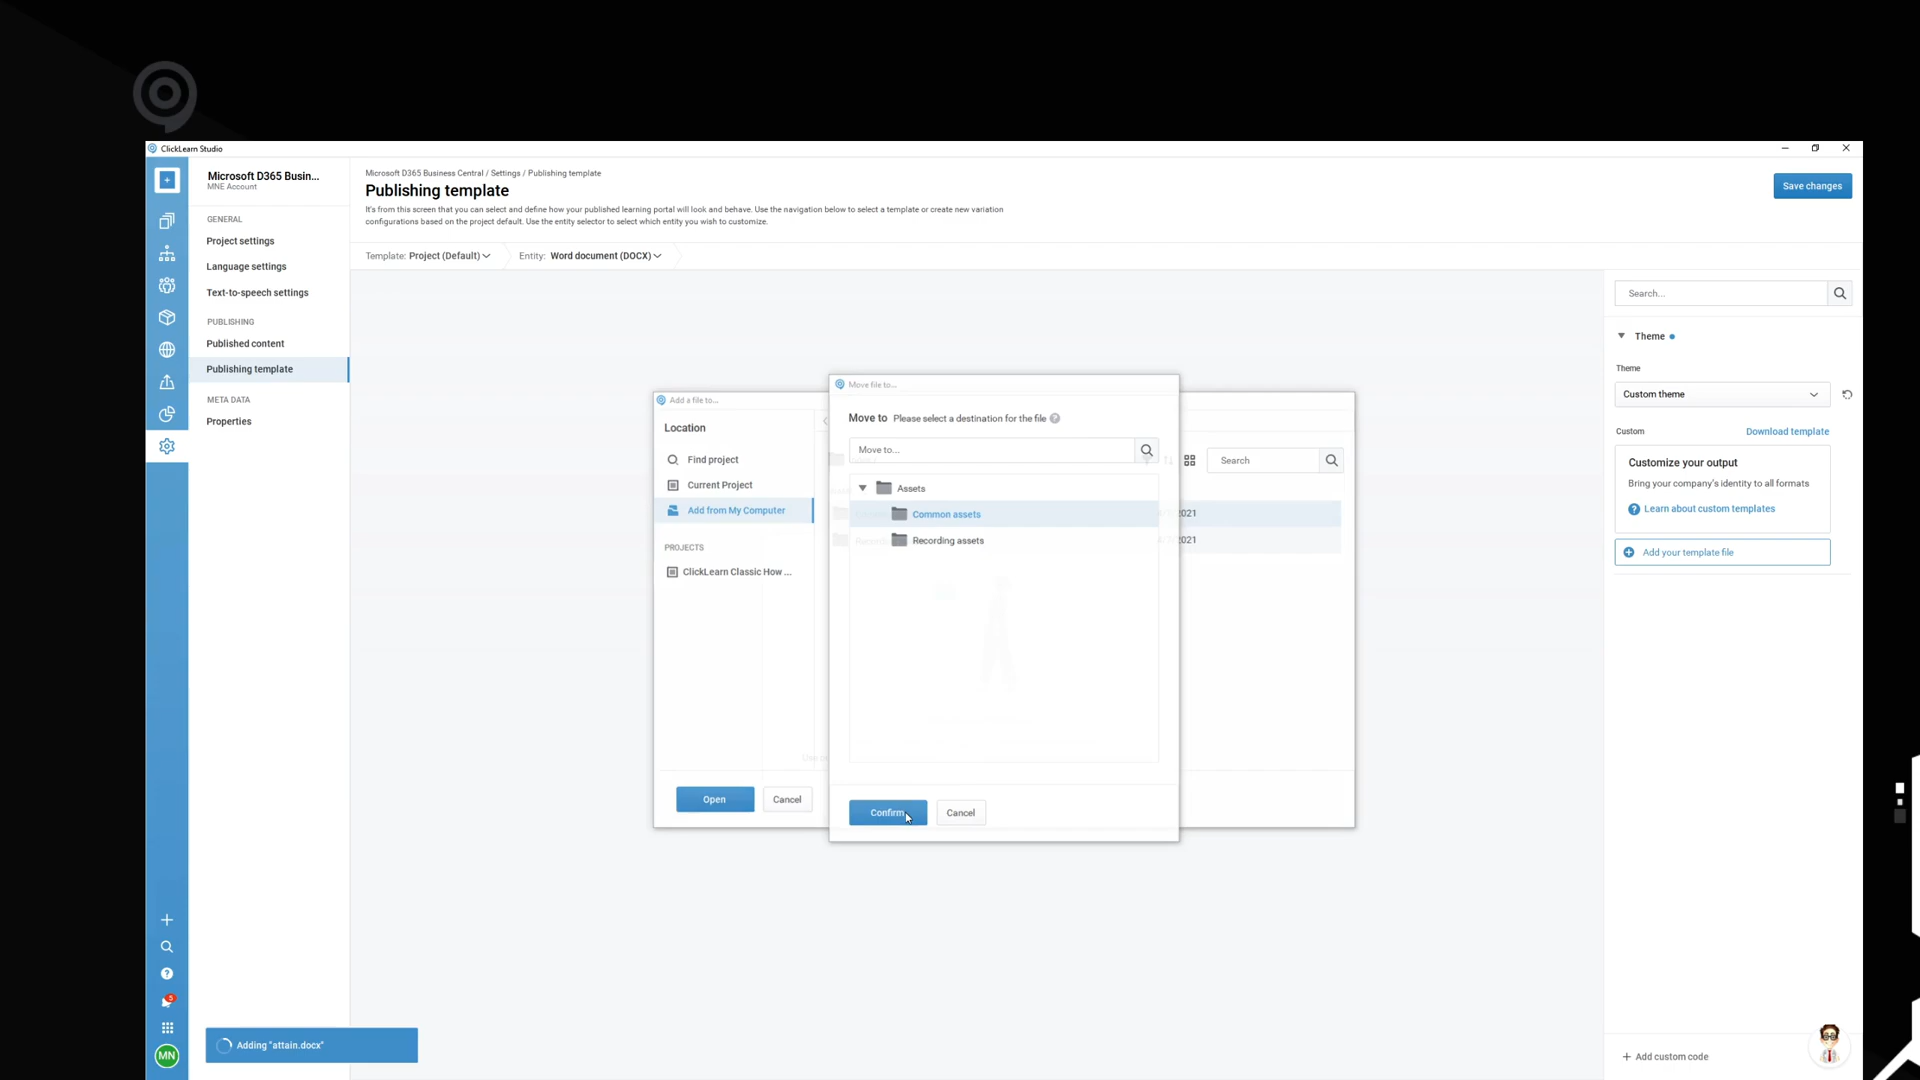 ClickLearn Studio
Microsoft D365 Busin...
MNE Account
GENERAL
Project settings
Language settings
Text-to-speech settings
PUBLISHING
Published content
Publishing template
META DATA
Properties
5
MN
Adding "attain.docx"
Microsoft D365 Business Central / Settings / Publishing template
Publishing template
It's from this screen that you can select and define how your published learning portal will look and behave. Use the navigation below to select a template or create new variation
configurations based on the project default. Use the entity selector to select which entity you wish to customize.
Save changes
Template: Project (Default)
Entity: Word document (DOCX)
Add a file to...
Location
Find project
Current Project
Add from My Computer
PROJECTS
ClickLearn Classic How ...
Open
Cancel
Move file to...
Move to Please select a destination for the file
Move to...
Assets
Common assets
Recording assets
Confirm
Cancel
Search
2021
2021
Search...
Theme
Theme
Custom theme
Custom
Download template
Customize your output
Bring your company's identity to all formats
Learn about custom templates
Add your template file
Add custom code